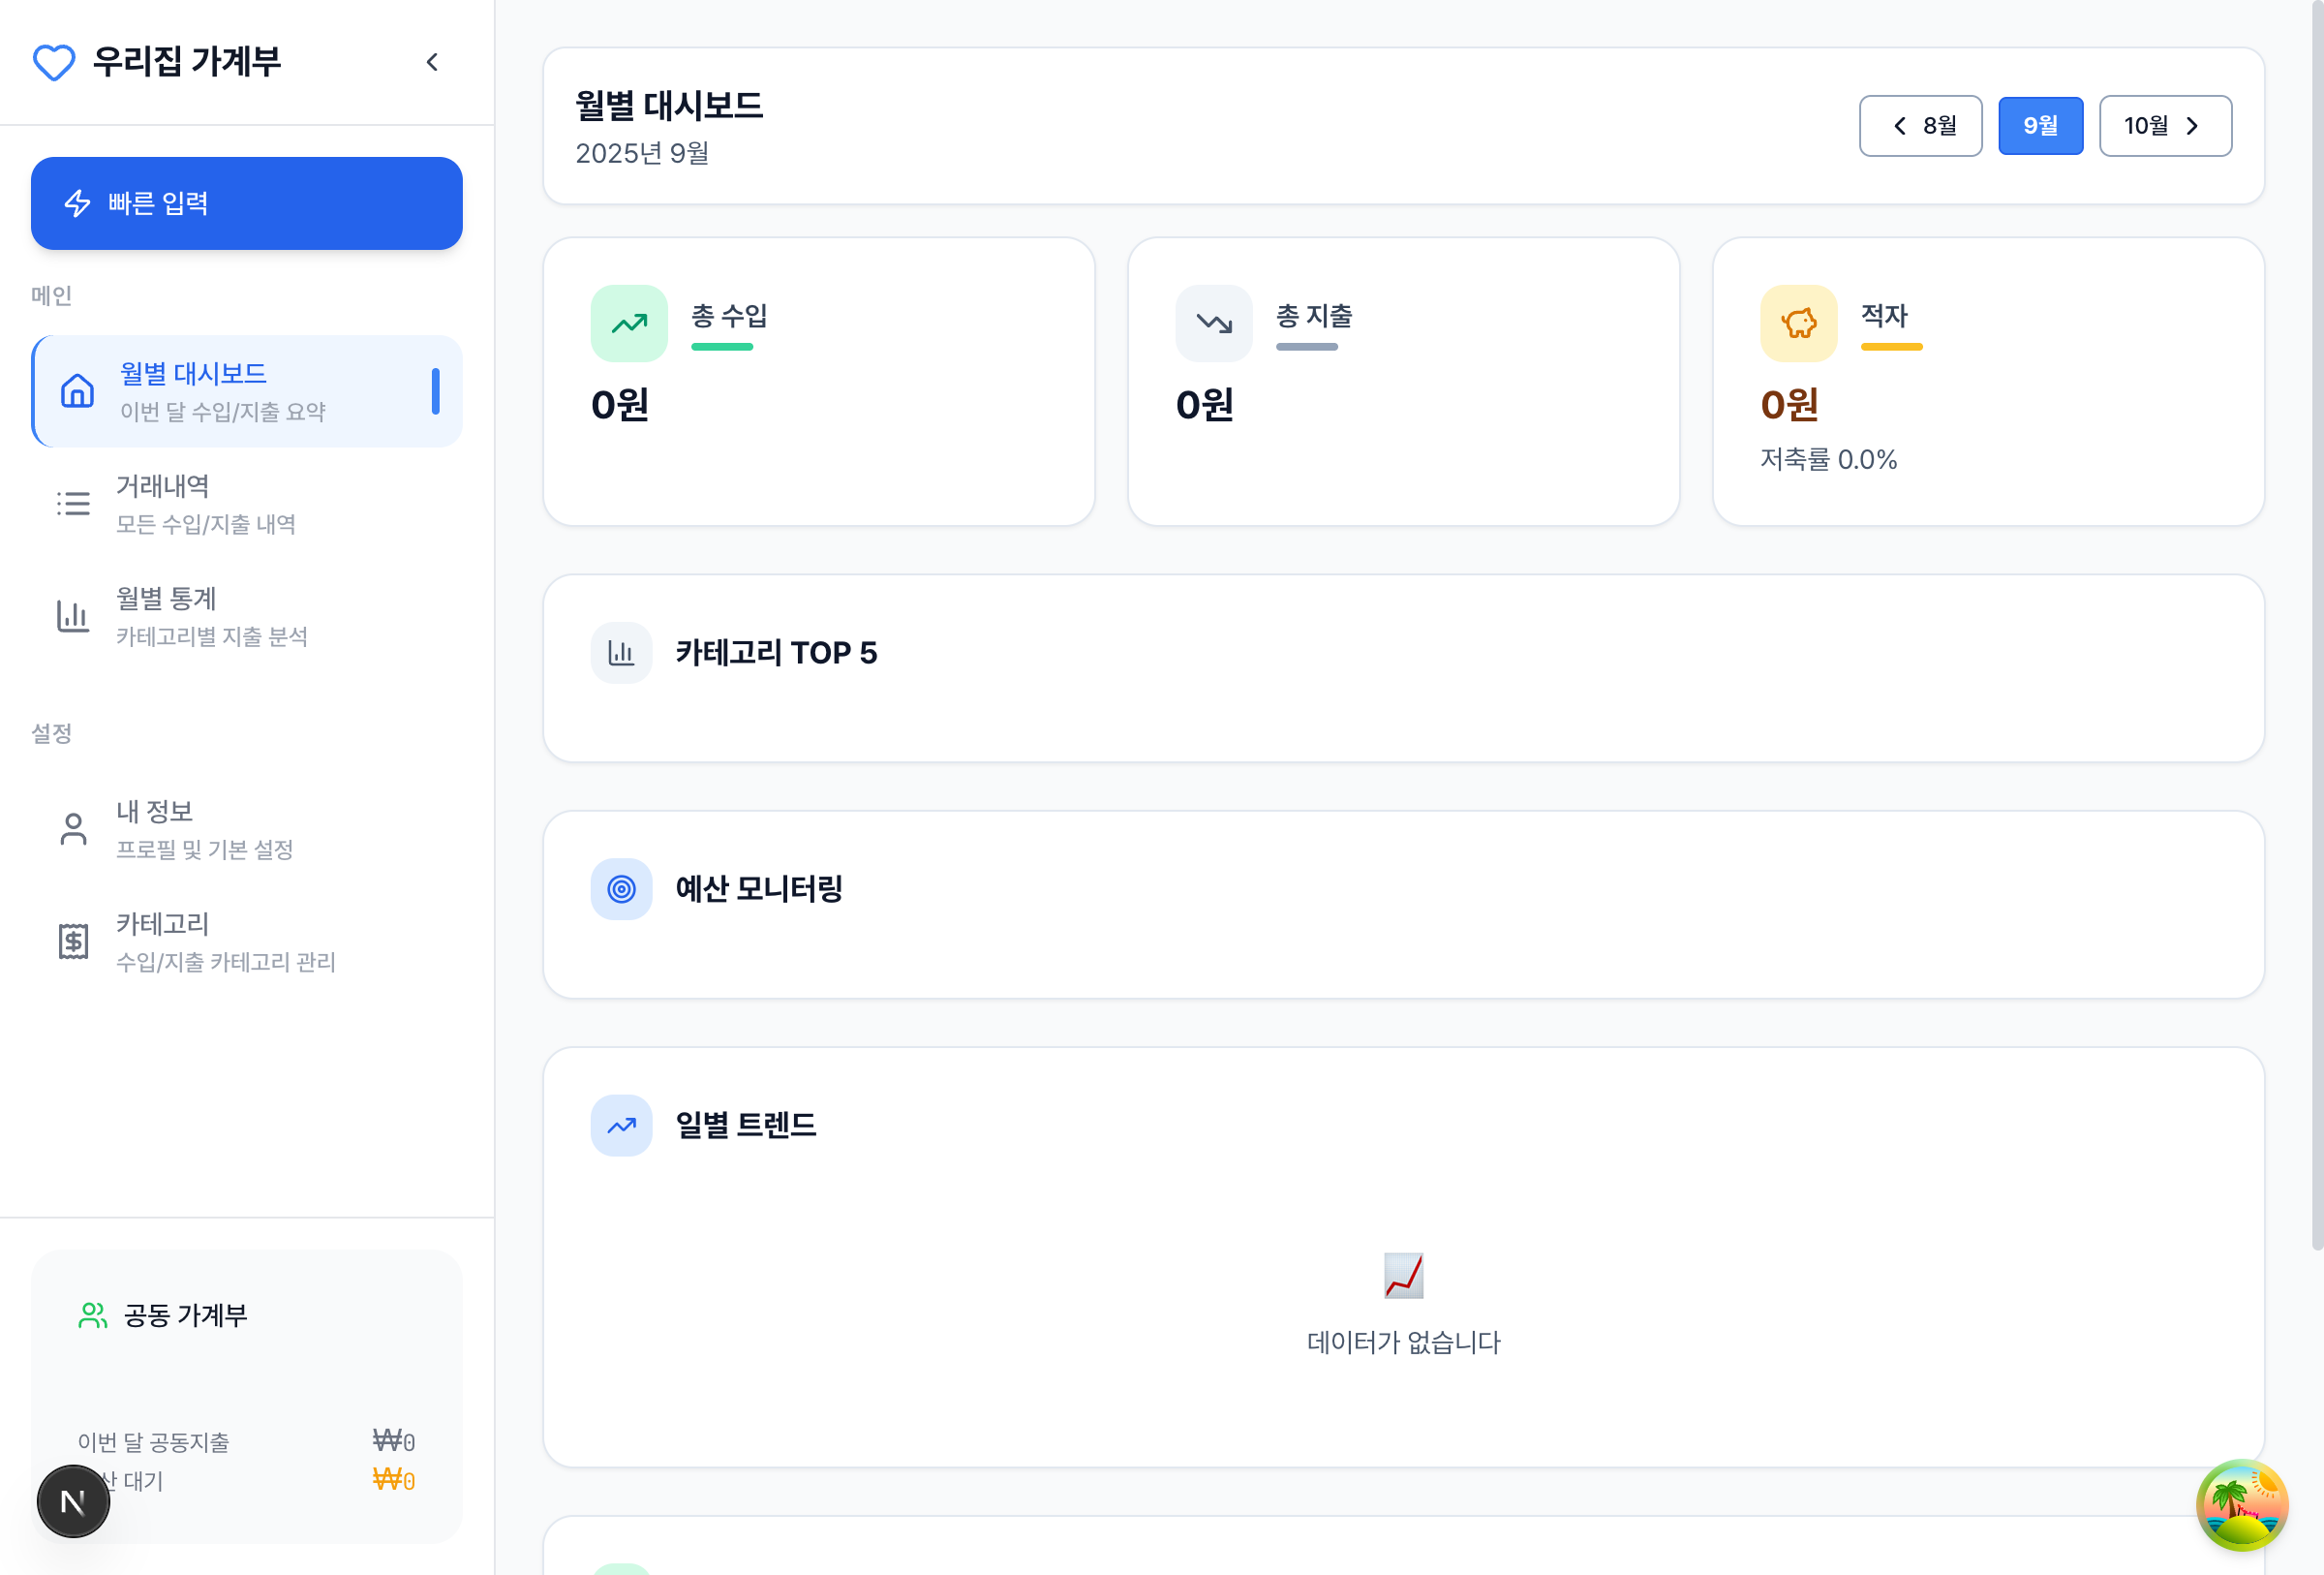 우리집 가계부
빠른 입력
메인
월별 대시보드
이번 달 수입/지출 요약
거래내역
모든 수입/지출 내역
월별 통계
카테고리별 지출 분석
설정
내 정보
프로필 및 기본 설정
카테고리
수입/지출 카테고리 관리
공동 가계부
이번 달 공동지출 ₩0
대기 ₩0
N
월별 대시보드
2025년 9월
8월
9월
10월
총 수입
0원
총 지출
0원
적자
0원
저축률 0.0%
카테고리 TOP 5
예산 모니터링
일별 트렌드
데이터가 없습니다